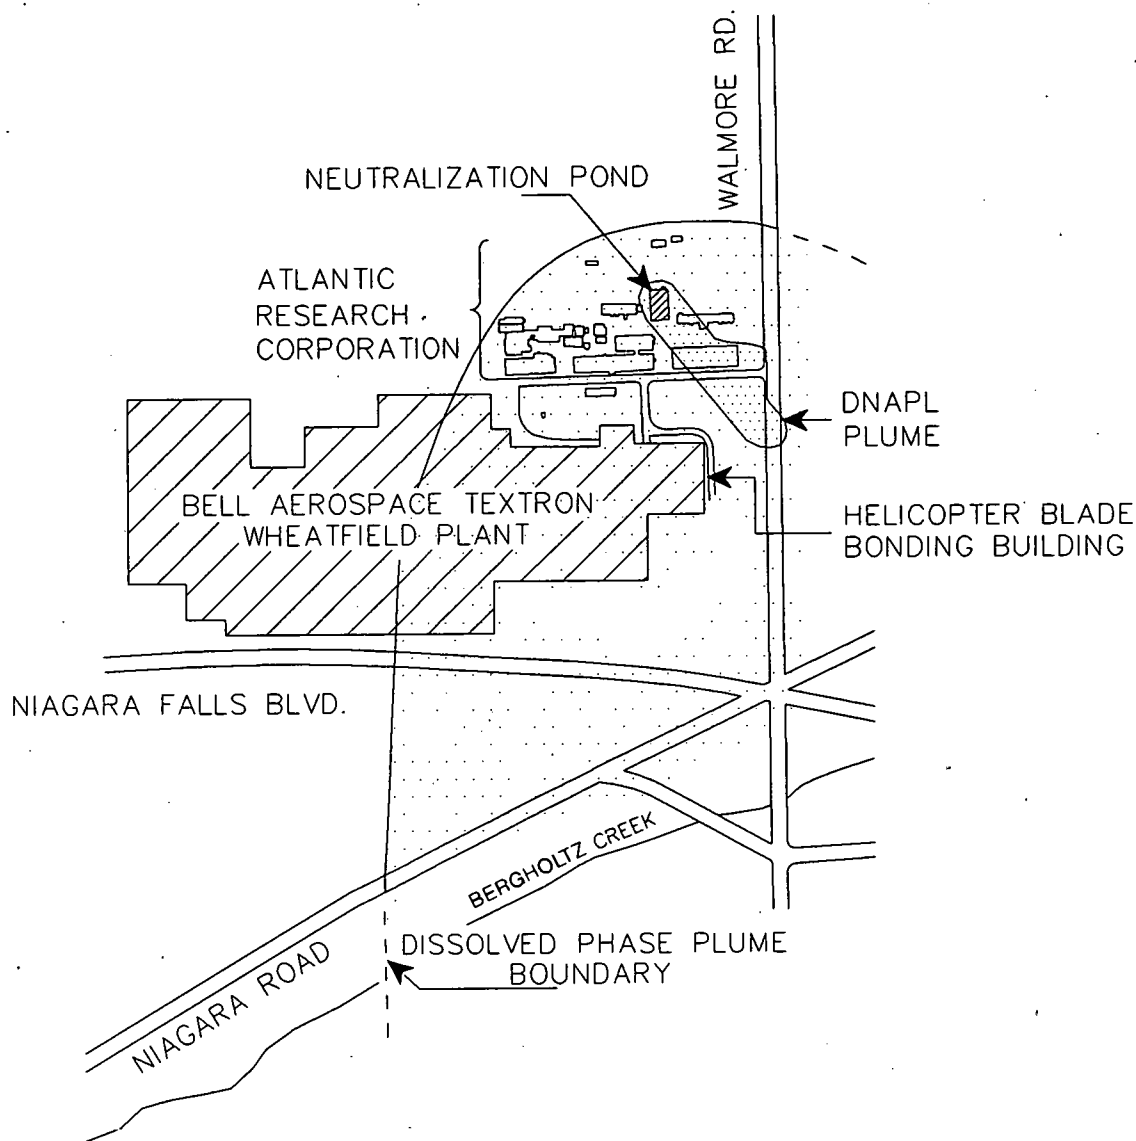 WALMORE RD.
NEUTRALIZATION POND
ATLANTIC
RESEARCH
CORPORATION
DNAPL
PLUME
BELL AEROSPACE TEXTRON
WHEATFIELD PLANT
HELICOPTER BLADE
BONDING BUILDING
NIAGARA FALLS BLVD.
BERGHOLTZ CREEK
DISSOLVED PHASE PLUME
BOUNDARY
NIAGARA ROAD